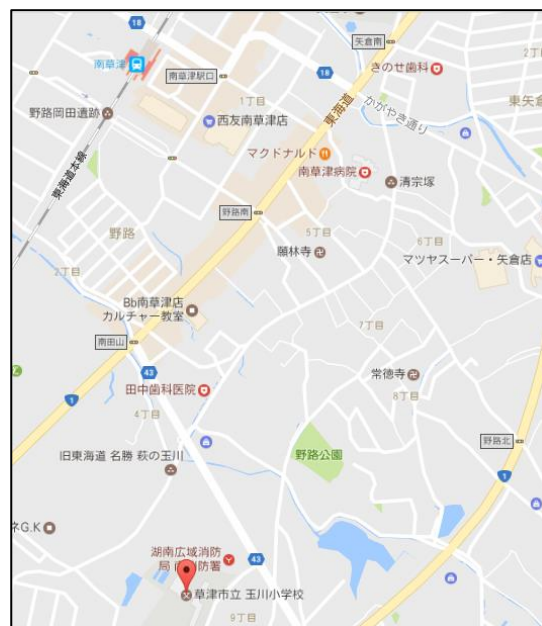 18
矢倉南
きのせ歯科
南草津
南草津駅口
18
東矢倉
かがやき通り
1丁目
野路岡田遺跡
西友南草津店
マクドナルド
南草津病院
清宗塚
野路南
野路
5丁目
6丁目
願林寺
マツヤスーパー・矢倉店
2丁目
Bb南草津店
カルチャー教室
7丁目
南田山
43
常徳寺
田中歯科医院
8丁目
1
4丁目
野路北
旧東海道 名勝 萩の玉川
野路公園
1
ネG.K
湖南広域消防
43
草津市立 玉川小学校
9丁目